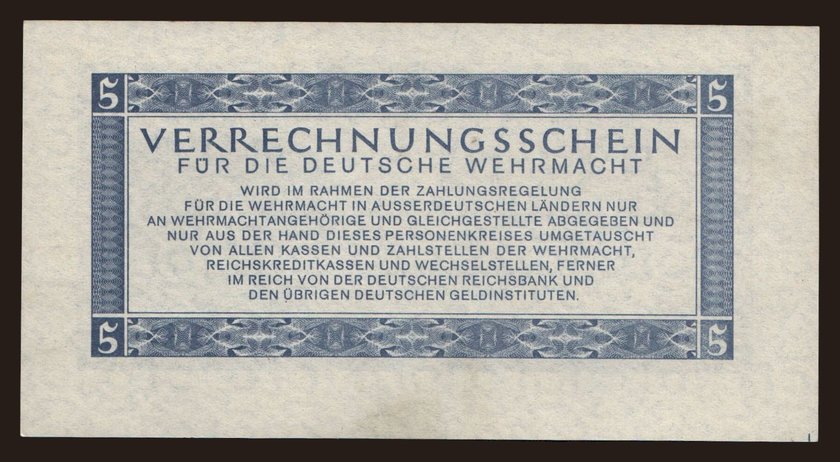 5 5
VERRECHNUNGSSCHEIN
FÜR DIE DEUTSCHE WEHRMACHT
WIRD IM RAHMEN DER ZAHLUNGSREGELUNG
FÜR DIE WEHRMACHT IN AUSSERDEUTSCHEN LÄNDERN NUR
AN WEHRMACHTANGEHÖRIGE UND GLEICHGESTELLTE ABGEGEBEN UND
NUR AUS DER HAND DIESES PERSONENKREISES UMGETAUSCHT
VON ALLEN KASSEN UND ZAHLSTELLEN DER WEHRMACHT,
REICHSKREDITKASSEN UND WECHSELSTELLEN, FERNER
IM REICH VON DER DEUTSCHEN REICHSBANK UND
DEN ÜBRIGEN DEUTSCHEN GELDINSTITUTEN.
5 5